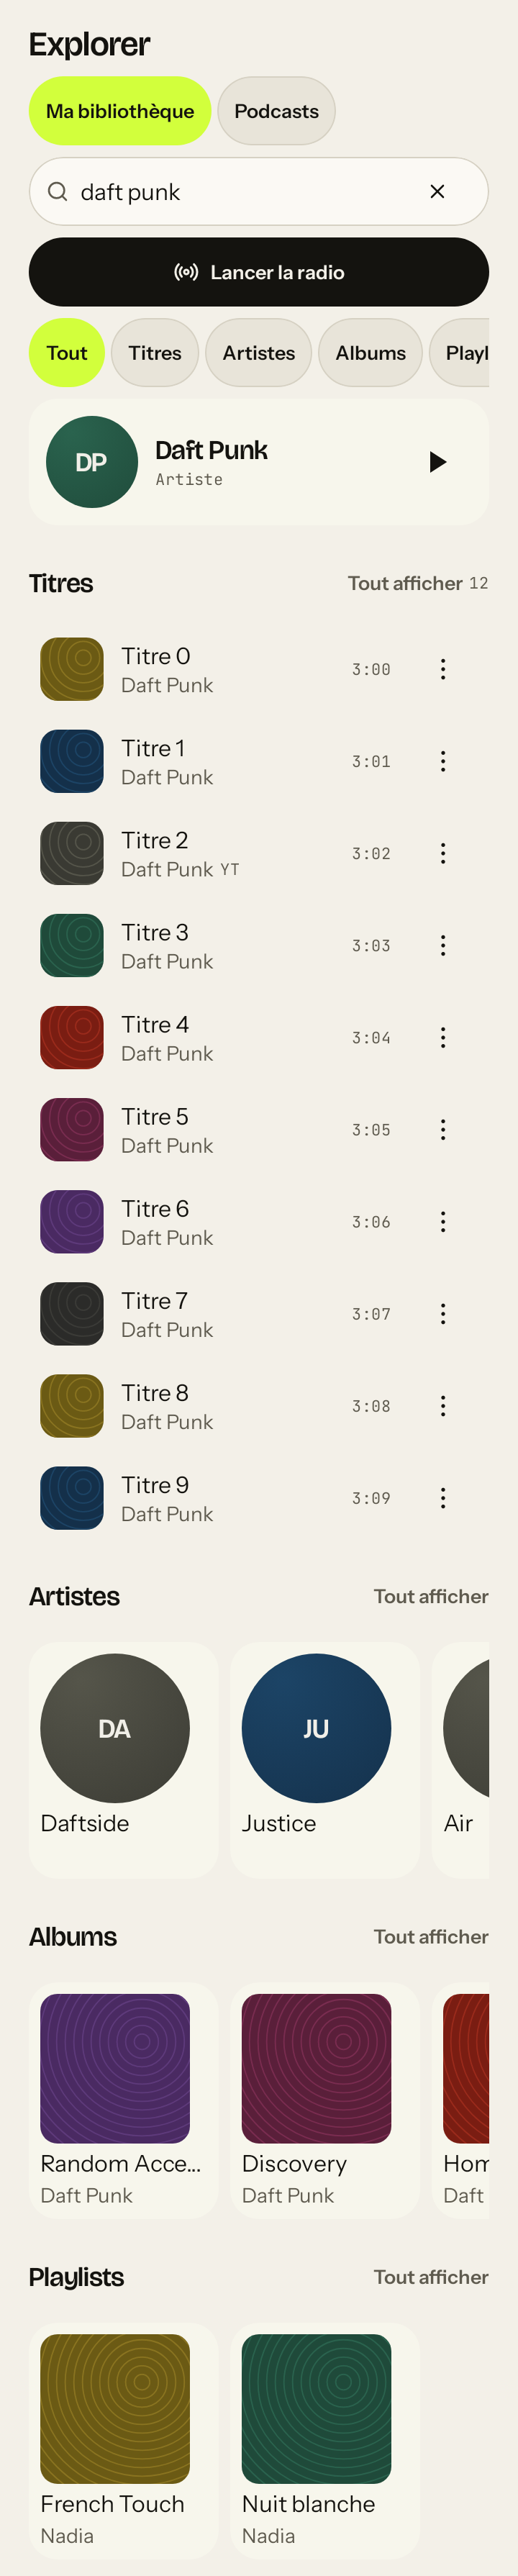 Explorer
Ma bibliothèque Podcasts
daft punk
Lancer la radio
Tout Titres Artistes Albums Playl
DP
Daft Punk
Artiste
Titres Tout afficher 12
Titre 0
Daft Punk
3:00
Titre 1
Daft Punk
3:01
Titre 2
Daft Punk YT
3:02
Titre 3
Daft Punk
3:03
Titre 4
Daft Punk
3:04
Titre 5
Daft Punk
3:05
Titre 6
Daft Punk
3:06
Titre 7
Daft Punk
3:07
Titre 8
Daft Punk
3:08
Titre 9
Daft Punk
3:09
Artistes Tout afficher
DA
Daftside
JU
Justice
Air
Albums Tout afficher
Random Acce...
Daft Punk
Discovery
Daft Punk
Hom
Daft
Playlists Tout afficher
French Touch
Nadia
Nuit blanche
Nadia